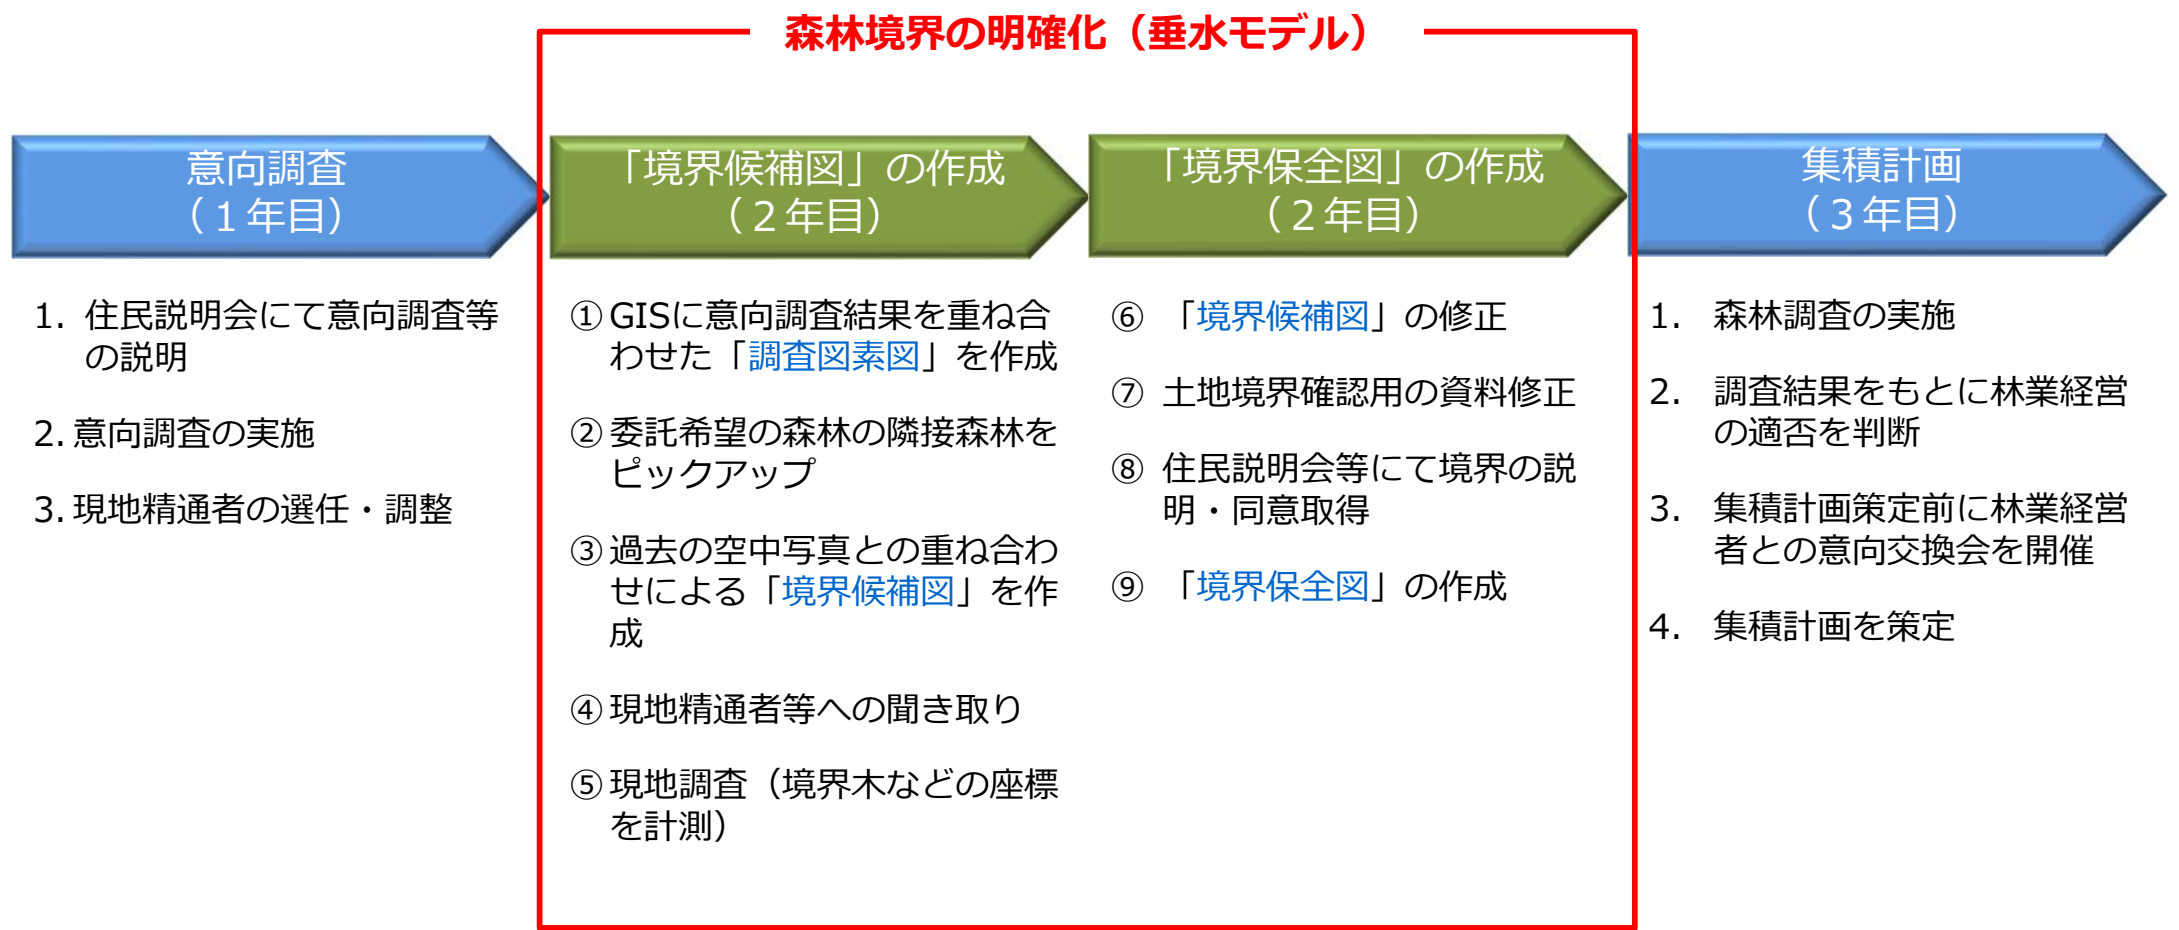 森林境界の明確化（垂水モデル）
意向調査
（１年目）
「境界候補図」の作成
（２年目）
「境界保全図」の作成
（２年目）
集積計画
（３年目）
1. 住民説明会にて意向調査等
の説明
2. 意向調査の実施
3. 現地精通者の選任・調整
① GISに意向調査結果を重ね合
わせた「調査図素図」を作成
② 委託希望の森林の隣接森林を
ピックアップ
③ 過去の空中写真との重ね合わ
せによる「境界候補図」を作
成
④ 現地精通者等への聞き取り
⑤ 現地調査（境界木などの座標
を計測）
⑥ 「境界候補図」の修正
⑦ 土地境界確認用の資料修正
⑧ 住民説明会等にて境界の説
明・同意取得
⑨ 「境界保全図」の作成
1. 森林調査の実施
2. 調査結果をもとに林業経営
の適否を判断
3. 集積計画策定前に林業経営
者との意向交換会を開催
4. 集積計画を策定